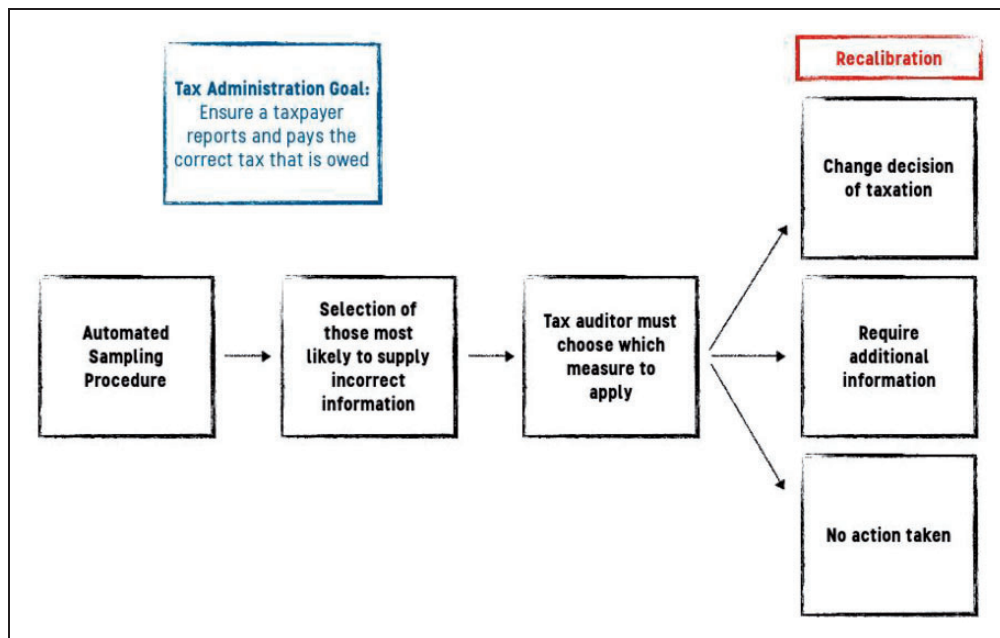 Tax Administration Goal:
Ensure a taxpayer
reports and pays the
correct tax that is owed
Recalibration
Change decision
of taxation
Automated
Sampling
Procedure
Selection of
those most
likely to supply
incorrect
information
Tax auditor must
choose which
measure to
apply
Require
additional
information
No action taken